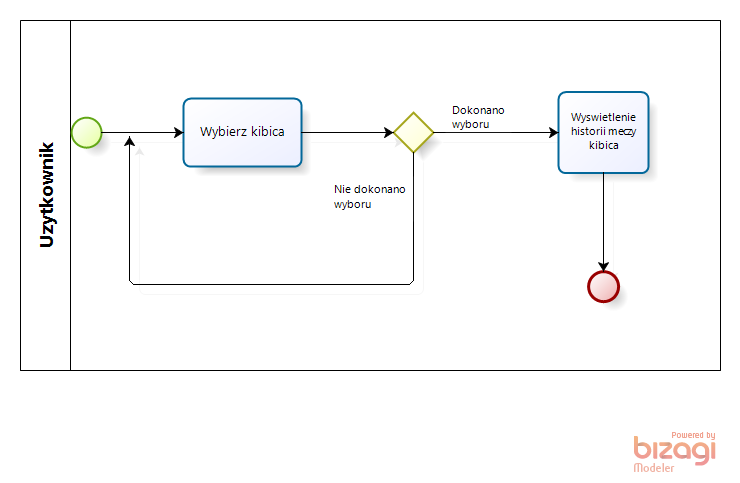 Uzytkownik
Wybierz kibica
Dokonano
wyboru
Nie dokonano
wyboru
Wyswietlenie
historii meczy
kibica
Powered by
bizagi
Modeler